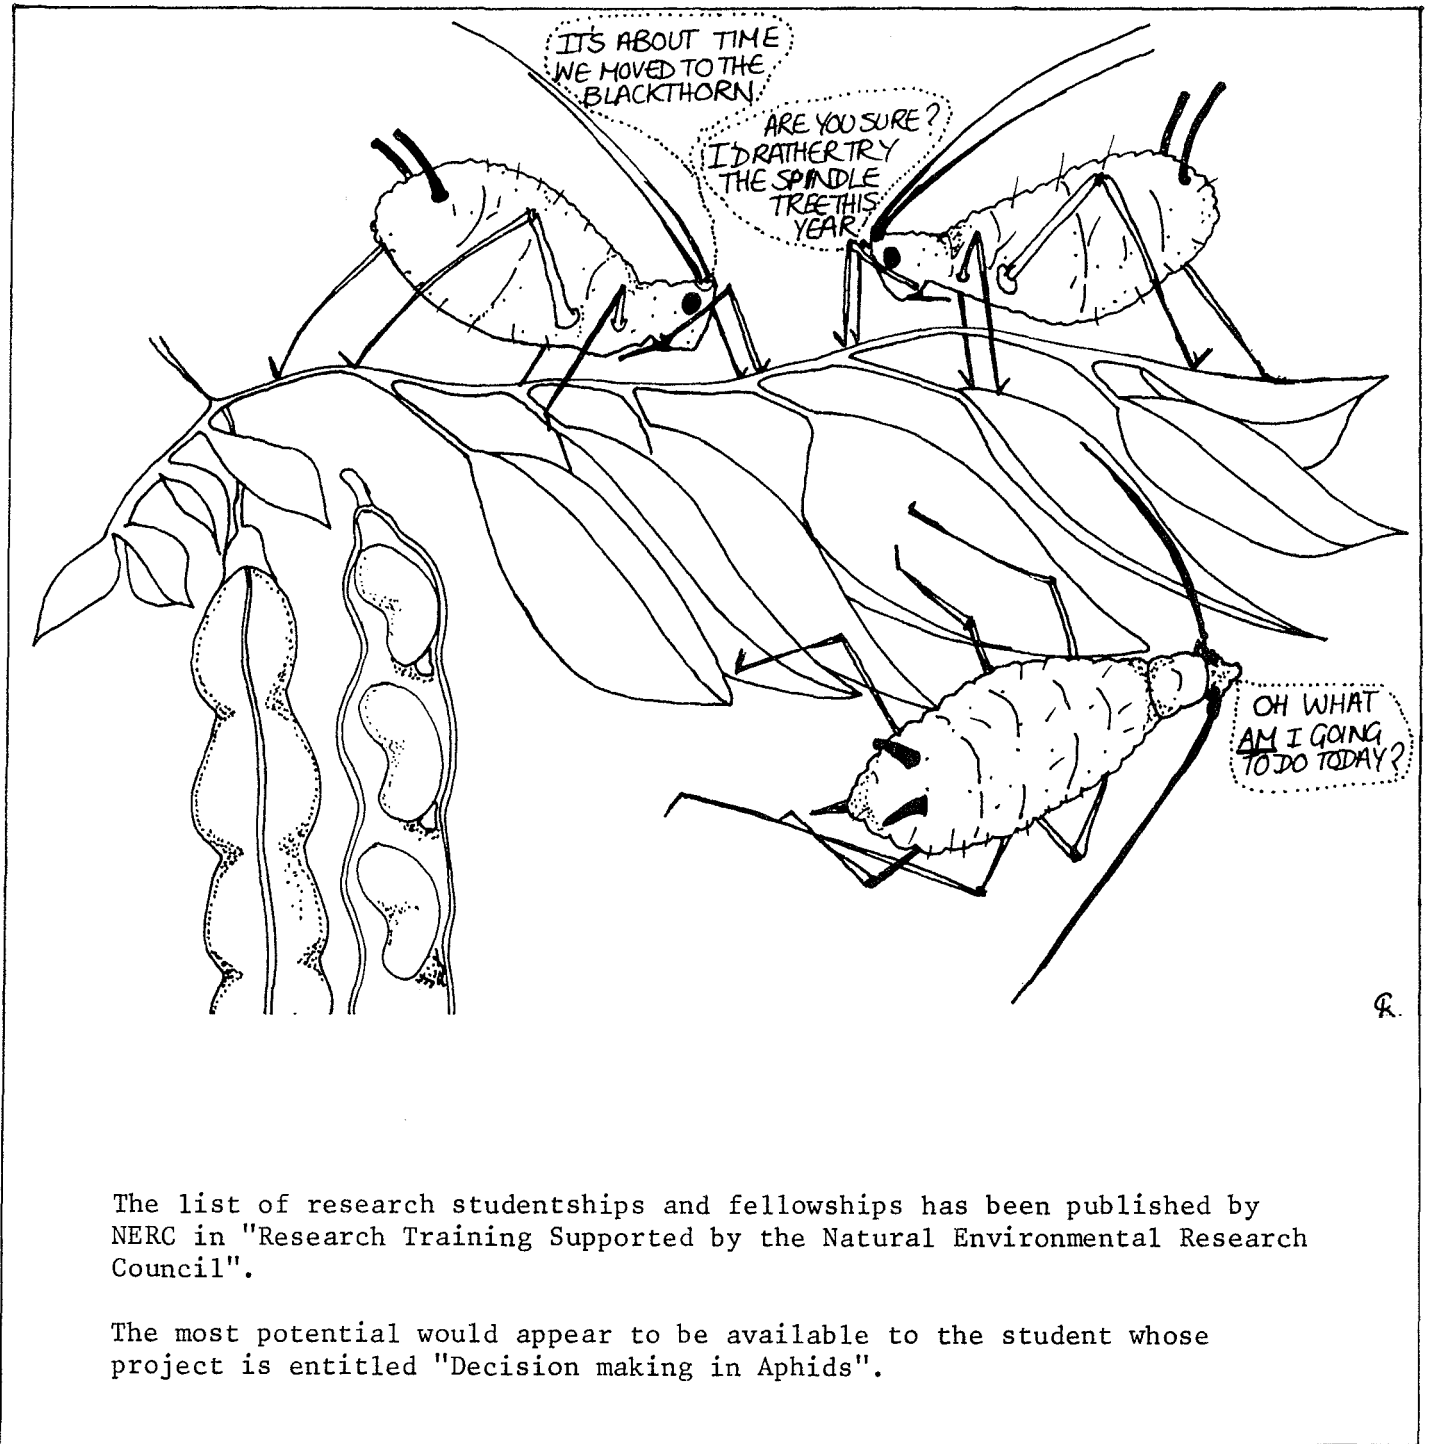 IT'S ABOUT TIME
WE MOVED TO THE
BLACKTHORN
ARE YOU SURE?
I'D RATHER TRY
THE SPINDLE
TREE THIS
YEAR
OH WHAT
AM I GOING
TO DO TODAY?
The list of research studentships and fellowships has been published by
NERC in "Research Training Supported by the Natural Environmental Research
Council".
The most potential would appear to be available to the student whose
project is entitled "Decision making in Aphids".